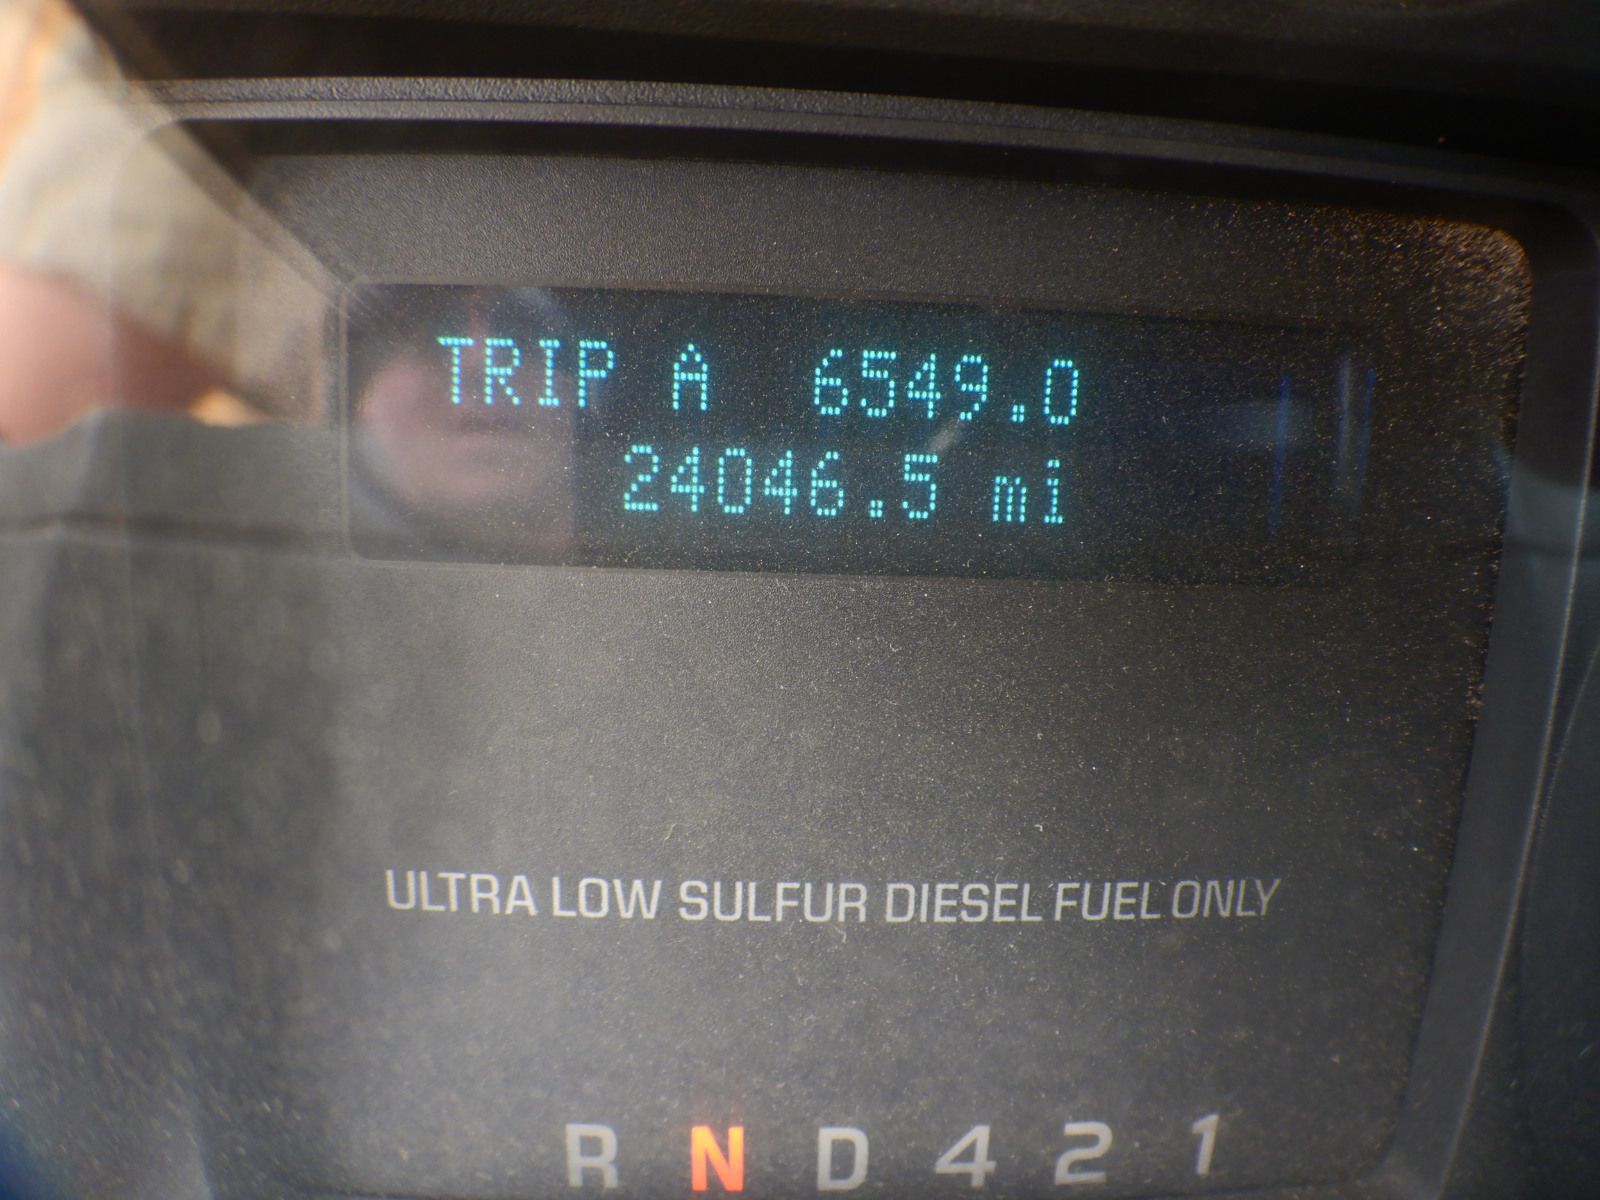 TRIP A 6549.0
24046.5 mi
ULTRA LOW SULFUR DIESEL FUEL ONLY
R N D 4 2 1